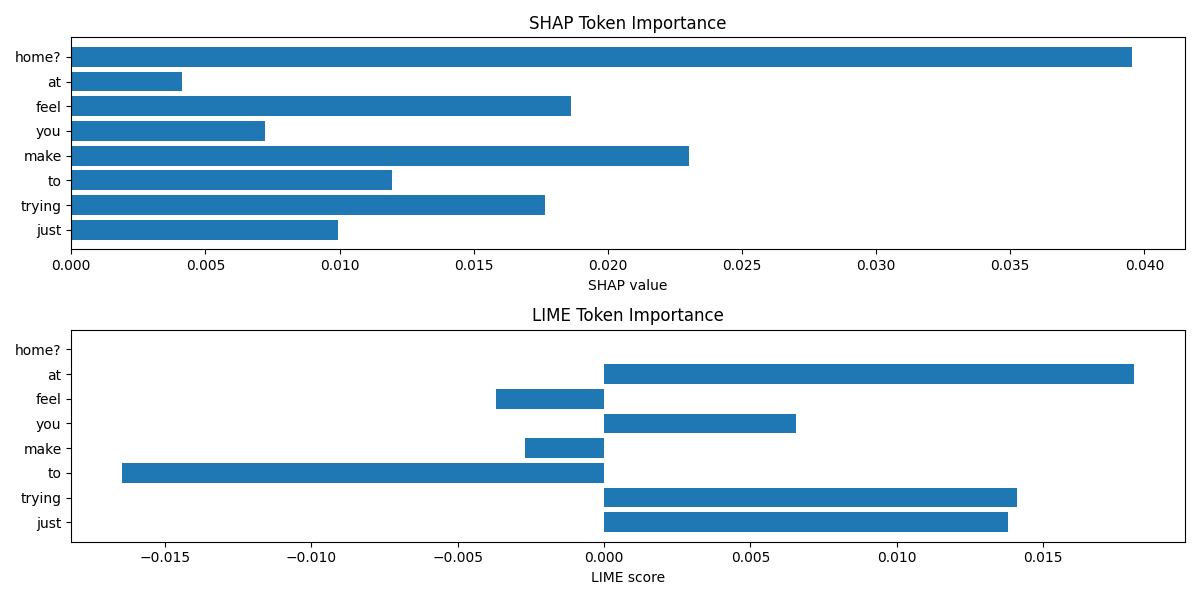 SHAP Token Importance
home?
at
feel
you
make
to
trying
just
0.000 0.005 0.010 0.015 0.020 0.025 0.030 0.035 0.040
SHAP value
LIME Token Importance
home?
at
feel
you
make
to
trying
just
−0.015 −0.010 −0.005 0.000 0.005 0.010 0.015
LIME score